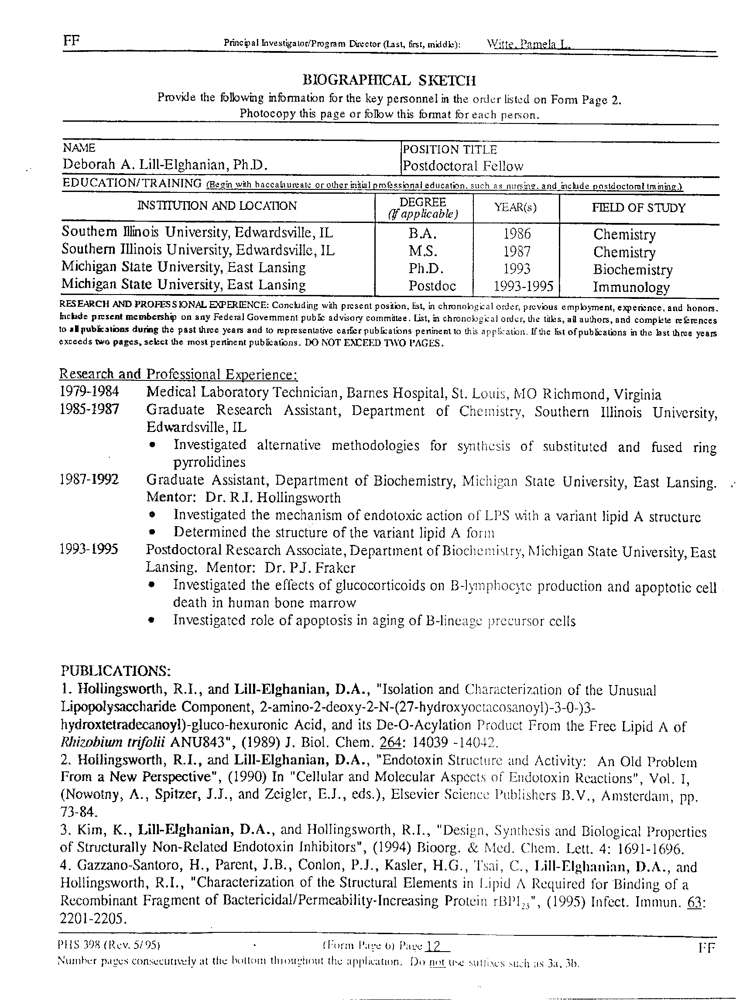 FF Principal Investigator/Program Director (Last, first, middle): Witte, Pamela L.
BIOGRAPHICAL SKETCH
Provide the following information for the key personnel in the order listed on Form Page 2.
Photocopy this page or follow this format for each person.
NAME POSITION TITLE
Deborah A. Lill-Elghanian, Ph.D. Postdoctoral Fellow
EDUCATION/TRAINING (Begin with baccalaureate or other initial professional education, such as nursing, and include postdoctoral training.)
INSTITUTION AND LOCATION DEGREE (If applicable) YEAR(s) FIELD OF STUDY
Southern Illinois University, Edwardsville, IL B.A. 1986 Chemistry
Southern Illinois University, Edwardsville, IL M.S. 1987 Chemistry
Michigan State University, East Lansing Ph.D. 1993 Biochemistry
Michigan State University, East Lansing Postdoc 1993-1995 Immunology
RESEARCH AND PROFESSIONAL EXPERIENCE: Concluding with present position, list, in chronological order, previous employment, experience, and honors.
Include present membership on any Federal Government public advisory committee. List, in chronological order, the titles, all authors, and complete references
to all publications during the past three years and to representative earlier publications pertinent to this application. If the list of publications in the last three years
exceeds two pages, select the most pertinent publications. DO NOT EXCEED TWO PAGES.
Research and Professional Experience:
1979-1984 Medical Laboratory Technician, Barnes Hospital, St. Louis, MO Richmond, Virginia
1985-1987 Graduate Research Assistant, Department of Chemistry, Southern Illinois University,
Edwardsville, IL
• Investigated alternative methodologies for synthesis of substituted and fused ring
pyrrolidines
1987-1992 Graduate Assistant, Department of Biochemistry, Michigan State University, East Lansing.
Mentor: Dr. R.I. Hollingsworth
• Investigated the mechanism of endotoxic action of LPS with a variant lipid A structure
• Determined the structure of the variant lipid A form
1993-1995 Postdoctoral Research Associate, Department of Biochemistry, Michigan State University, East
Lansing. Mentor: Dr. P.J. Fraker
• Investigated the effects of glucocorticoids on B-lymphocyte production and apoptotic cell
death in human bone marrow
• Investigated role of apoptosis in aging of B-lineage precursor cells
PUBLICATIONS:
1. Hollingsworth, R.I., and Lill-Elghanian, D.A., "Isolation and Characterization of the Unusual
Lipopolysaccharide Component, 2-amino-2-deoxy-2-N-(27-hydroxyoctacosanoyl)-3-0-)3-
hydroxtetradecanoyl)-gluco-hexuronic Acid, and its De-O-Acylation Product From the Free Lipid A of
Rhizobium trifolii ANU843", (1989) J. Biol. Chem. 264: 14039 -14042.
2. Hollingsworth, R.I., and Lill-Elghanian, D.A., "Endotoxin Structure and Activity: An Old Problem
From a New Perspective", (1990) In "Cellular and Molecular Aspects of Endotoxin Reactions", Vol. I,
(Nowotny, A., Spitzer, J.J., and Zeigler, E.J., eds.), Elsevier Science Publishers B.V., Amsterdam, pp.
73-84.
3. Kim, K., Lill-Elghanian, D.A., and Hollingsworth, R.I., "Design, Synthesis and Biological Properties
of Structurally Non-Related Endotoxin Inhibitors", (1994) Bioorg. & Med. Chem. Lett. 4: 1691-1696.
4. Gazzano-Santoro, H., Parent, J.B., Conlon, P.J., Kasler, H.G., Tsai, C., Lill-Elghanian, D.A., and
Hollingsworth, R.I., "Characterization of the Structural Elements in Lipid A Required for Binding of a
Recombinant Fragment of Bactericidal/Permeability-Increasing Protein rBPI23", (1995) Infect. Immun. 63:
2201-2205.
PHS 398 (Rev. 5/95) (Form Page 6) Page 12 FF
Number pages consecutively at the bottom throughout the application. Do not use suffixes such as 3a, 3b.